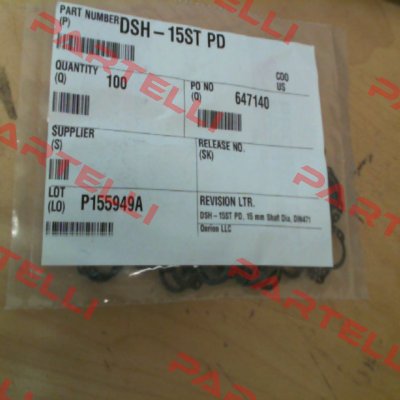 PART NUMBER
(P)
DSH-15ST PD
QUANTITY
(Q)
100
COO
US
PO NO
(Q)
647140
SUPPLIER
(S)
RELEASE NO.
(SK)
LOT
(LO)
P155949A
REVISION LTR.
DSH-15ST PD, 15 mm Shaft Dia, DIN471
Derion LLC
PARTELLI
PARTELLI
PARTELLI
PARTELLI
PARTELLI